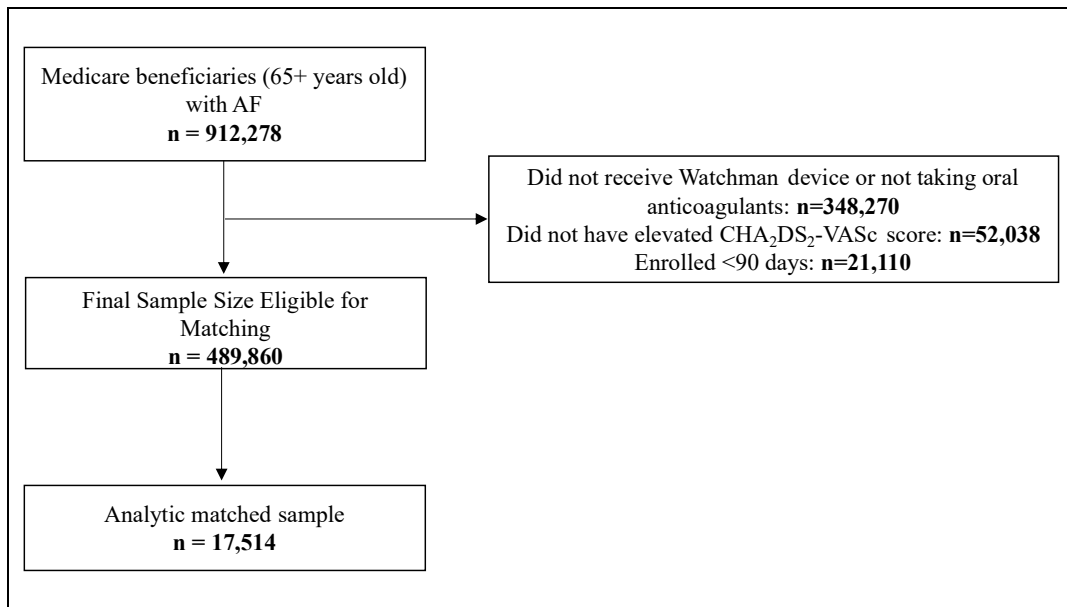 Medicare beneficiaries (65+ years old)
with AF
n = 912,278
Did not receive Watchman device or not taking oral
anticoagulants: n=348,270
Did not have elevated CHA₂DS₂-VASc score: n=52,038
Enrolled <90 days: n=21,110
Final Sample Size Eligible for
Matching
n = 489,860
Analytic matched sample
n = 17,514